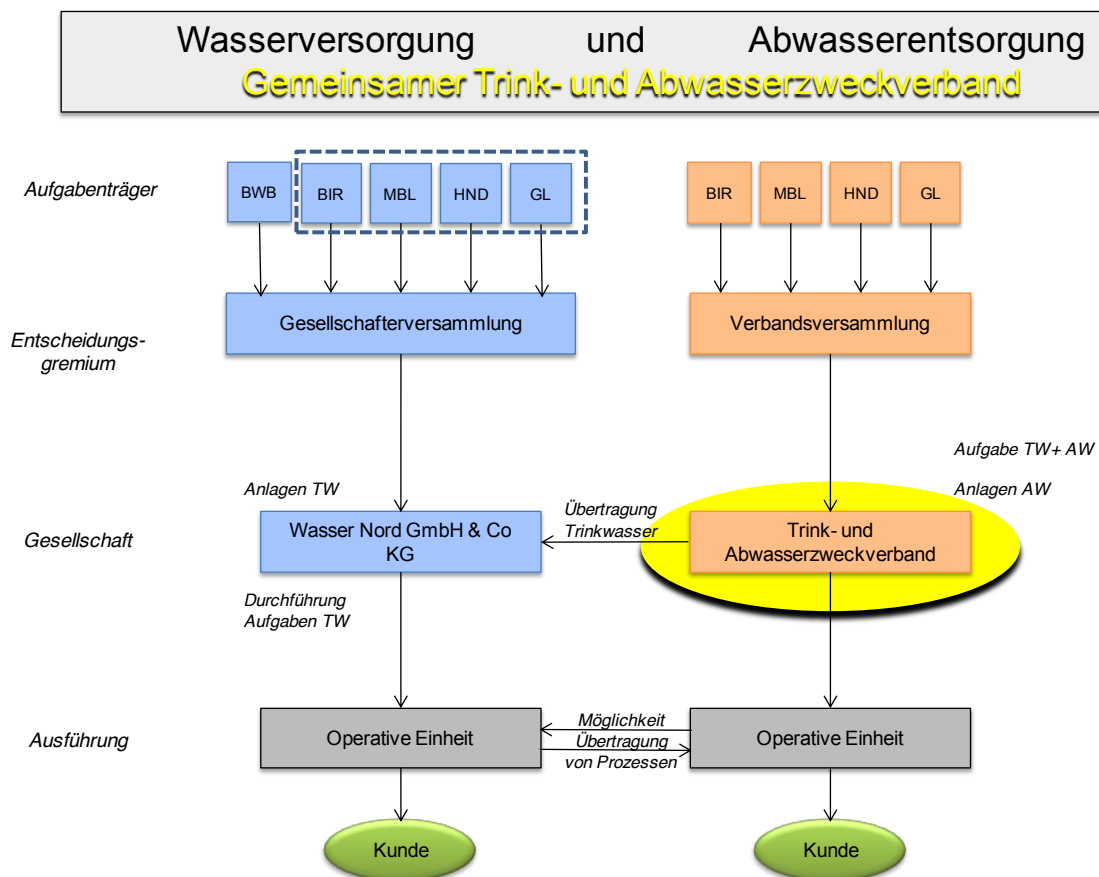 Wasserversorgung und Abwasserentsorgung
Gemeinsamer Trink- und Abwasserzweckverband
Aufgabenträger
BWB
BIR
MBL
HND
GL
BIR
MBL
HND
GL
Entscheidungs-
gremium
Gesellschafterversammlung
Verbandsversammlung
Aufgabe TW+ AW
Anlagen TW
Anlagen AW
Gesellschaft
Wasser Nord GmbH & Co
KG
Übertragung
Trinkwasser
Trink- und
Abwasserzweckverband
Durchführung
Aufgaben TW
Ausführung
Operative Einheit
Möglichkeit
Übertragung
von Prozessen
Operative Einheit
Kunde
Kunde